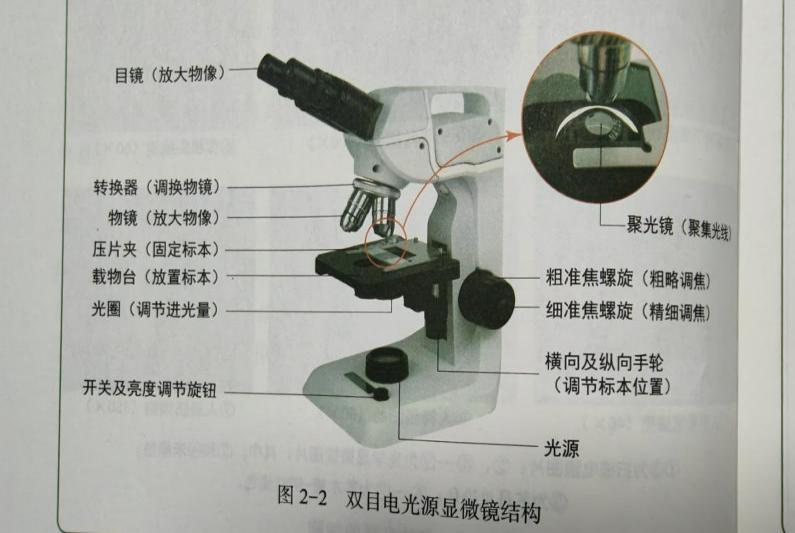 目镜（放大物像）
转换器（调换物镜）
物镜（放大物像）
压片夹（固定标本）
载物台（放置标本）
光圈（调节进光量）
开关及亮度调节旋钮
聚光镜（聚集光线）
粗准焦螺旋（粗略调焦）
细准焦螺旋（精细调焦）
横向及纵向手轮
（调节标本位置）
光源
图2-2 双目电光源显微镜结构